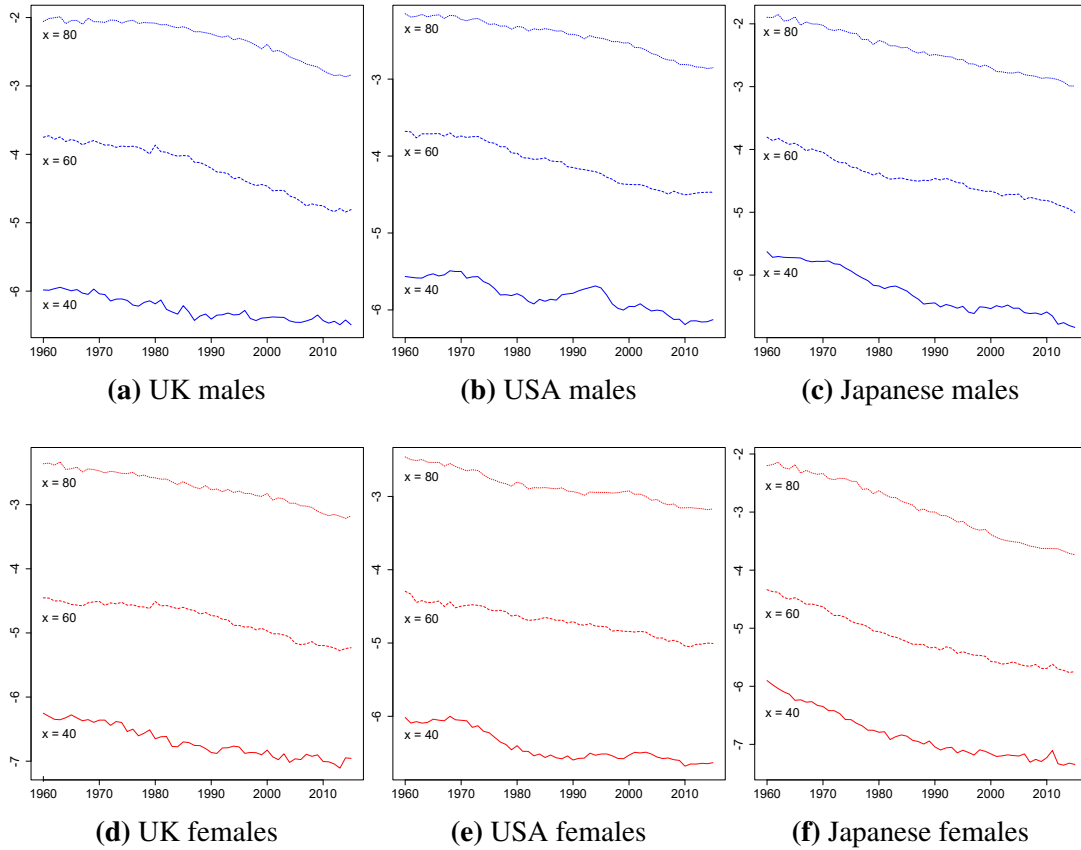 -2
-3
-4
-5
-6
x = 80
x = 60
x = 40
1960 1970 1980 1990 2000 2010
(a) UK males
-2
-3
-4
-5
-6
x = 80
x = 60
x = 40
1960 1970 1980 1990 2000 2010
(b) USA males
-2
-3
-4
-5
-6
x = 80
x = 60
x = 40
1960 1970 1980 1990 2000 2010
(c) Japanese males
-3
-4
-5
-6
-7
x = 80
x = 60
x = 40
1960 1970 1980 1990 2000 2010
(d) UK females
-3
-4
-5
-6
x = 80
x = 60
x = 40
1960 1970 1980 1990 2000 2010
(e) USA females
-2
-3
-4
-5
-6
-7
x = 80
x = 60
x = 40
1960 1970 1980 1990 2000 2010
(f) Japanese females